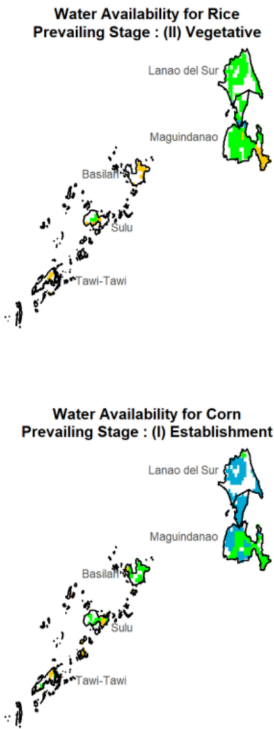 Water Availability for Rice
Prevailing Stage : (II) Vegetative
Lanao del Sur
Maguindanao
Basilan
Sulu
Tawi-Tawi
Water Availability for Corn
Prevailing Stage : (I) Establishment
Lanao del Sur
Maguindanao
Basilan
Sulu
Tawi-Tawi